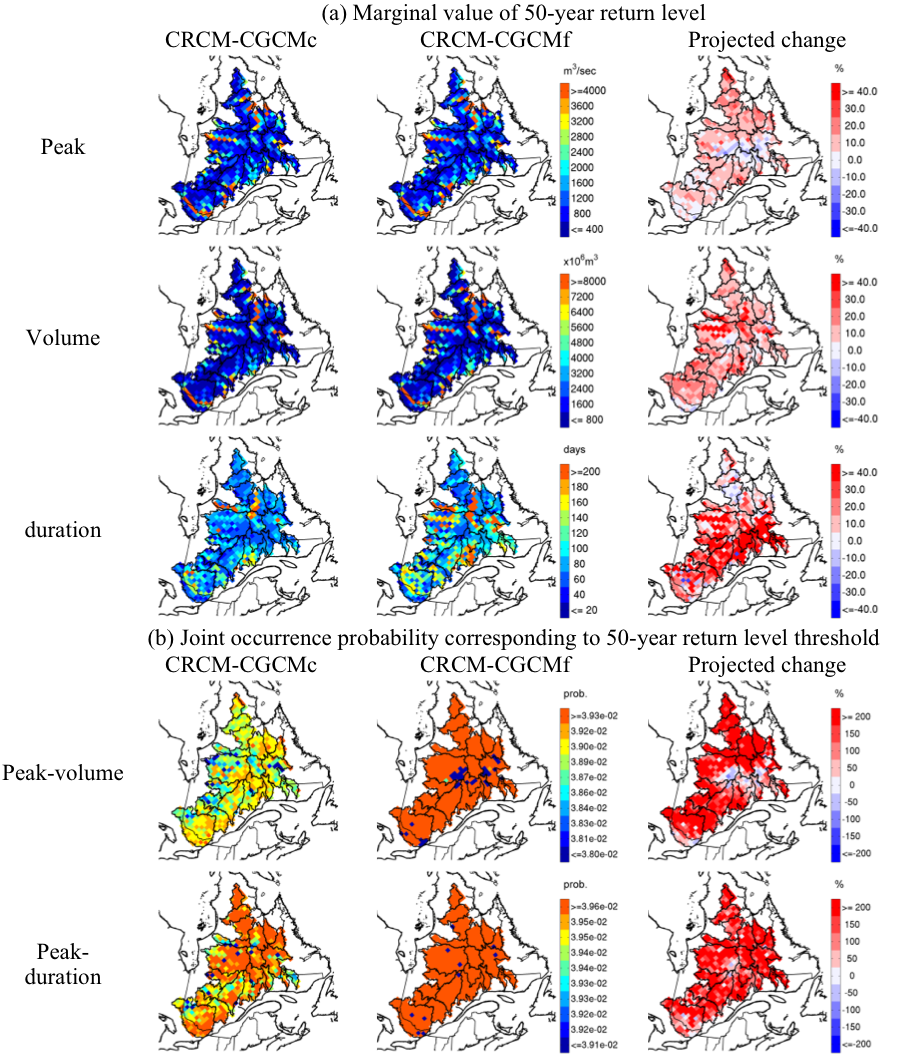 (a) Marginal value of 50-year return level
CRCM-CGCMc CRCM-CGCMf Projected change
Peak
m³/sec
>=4000
3600
3200
2800
2400
2000
1600
1200
800
<= 400
%
>= 40.0
30.0
20.0
10.0
0.0
-10.0
-20.0
-30.0
<=-40.0
Volume
x10⁶m³
>=8000
7200
6400
5600
4800
4000
3200
2400
1600
<= 800
%
>= 40.0
30.0
20.0
10.0
0.0
-10.0
-20.0
-30.0
<=-40.0
duration
days
>=200
180
160
140
120
100
80
60
40
<= 20
%
>= 40.0
30.0
20.0
10.0
0.0
-10.0
-20.0
-30.0
<=-40.0
(b) Joint occurrence probability corresponding to 50-year return level threshold
CRCM-CGCMc CRCM-CGCMf Projected change
Peak-volume
prob.
>=3.93e-02
3.92e-02
3.90e-02
3.89e-02
3.87e-02
3.86e-02
3.84e-02
3.83e-02
3.81e-02
<=3.80e-02
%
>= 200
150
100
50
0
-50
-100
-150
<=-200
Peak-
duration
prob.
>=3.96e-02
3.95e-02
3.95e-02
3.94e-02
3.94e-02
3.93e-02
3.93e-02
3.92e-02
3.92e-02
<=3.91e-02
%
>= 200
150
100
50
0
-50
-100
-150
<=-200